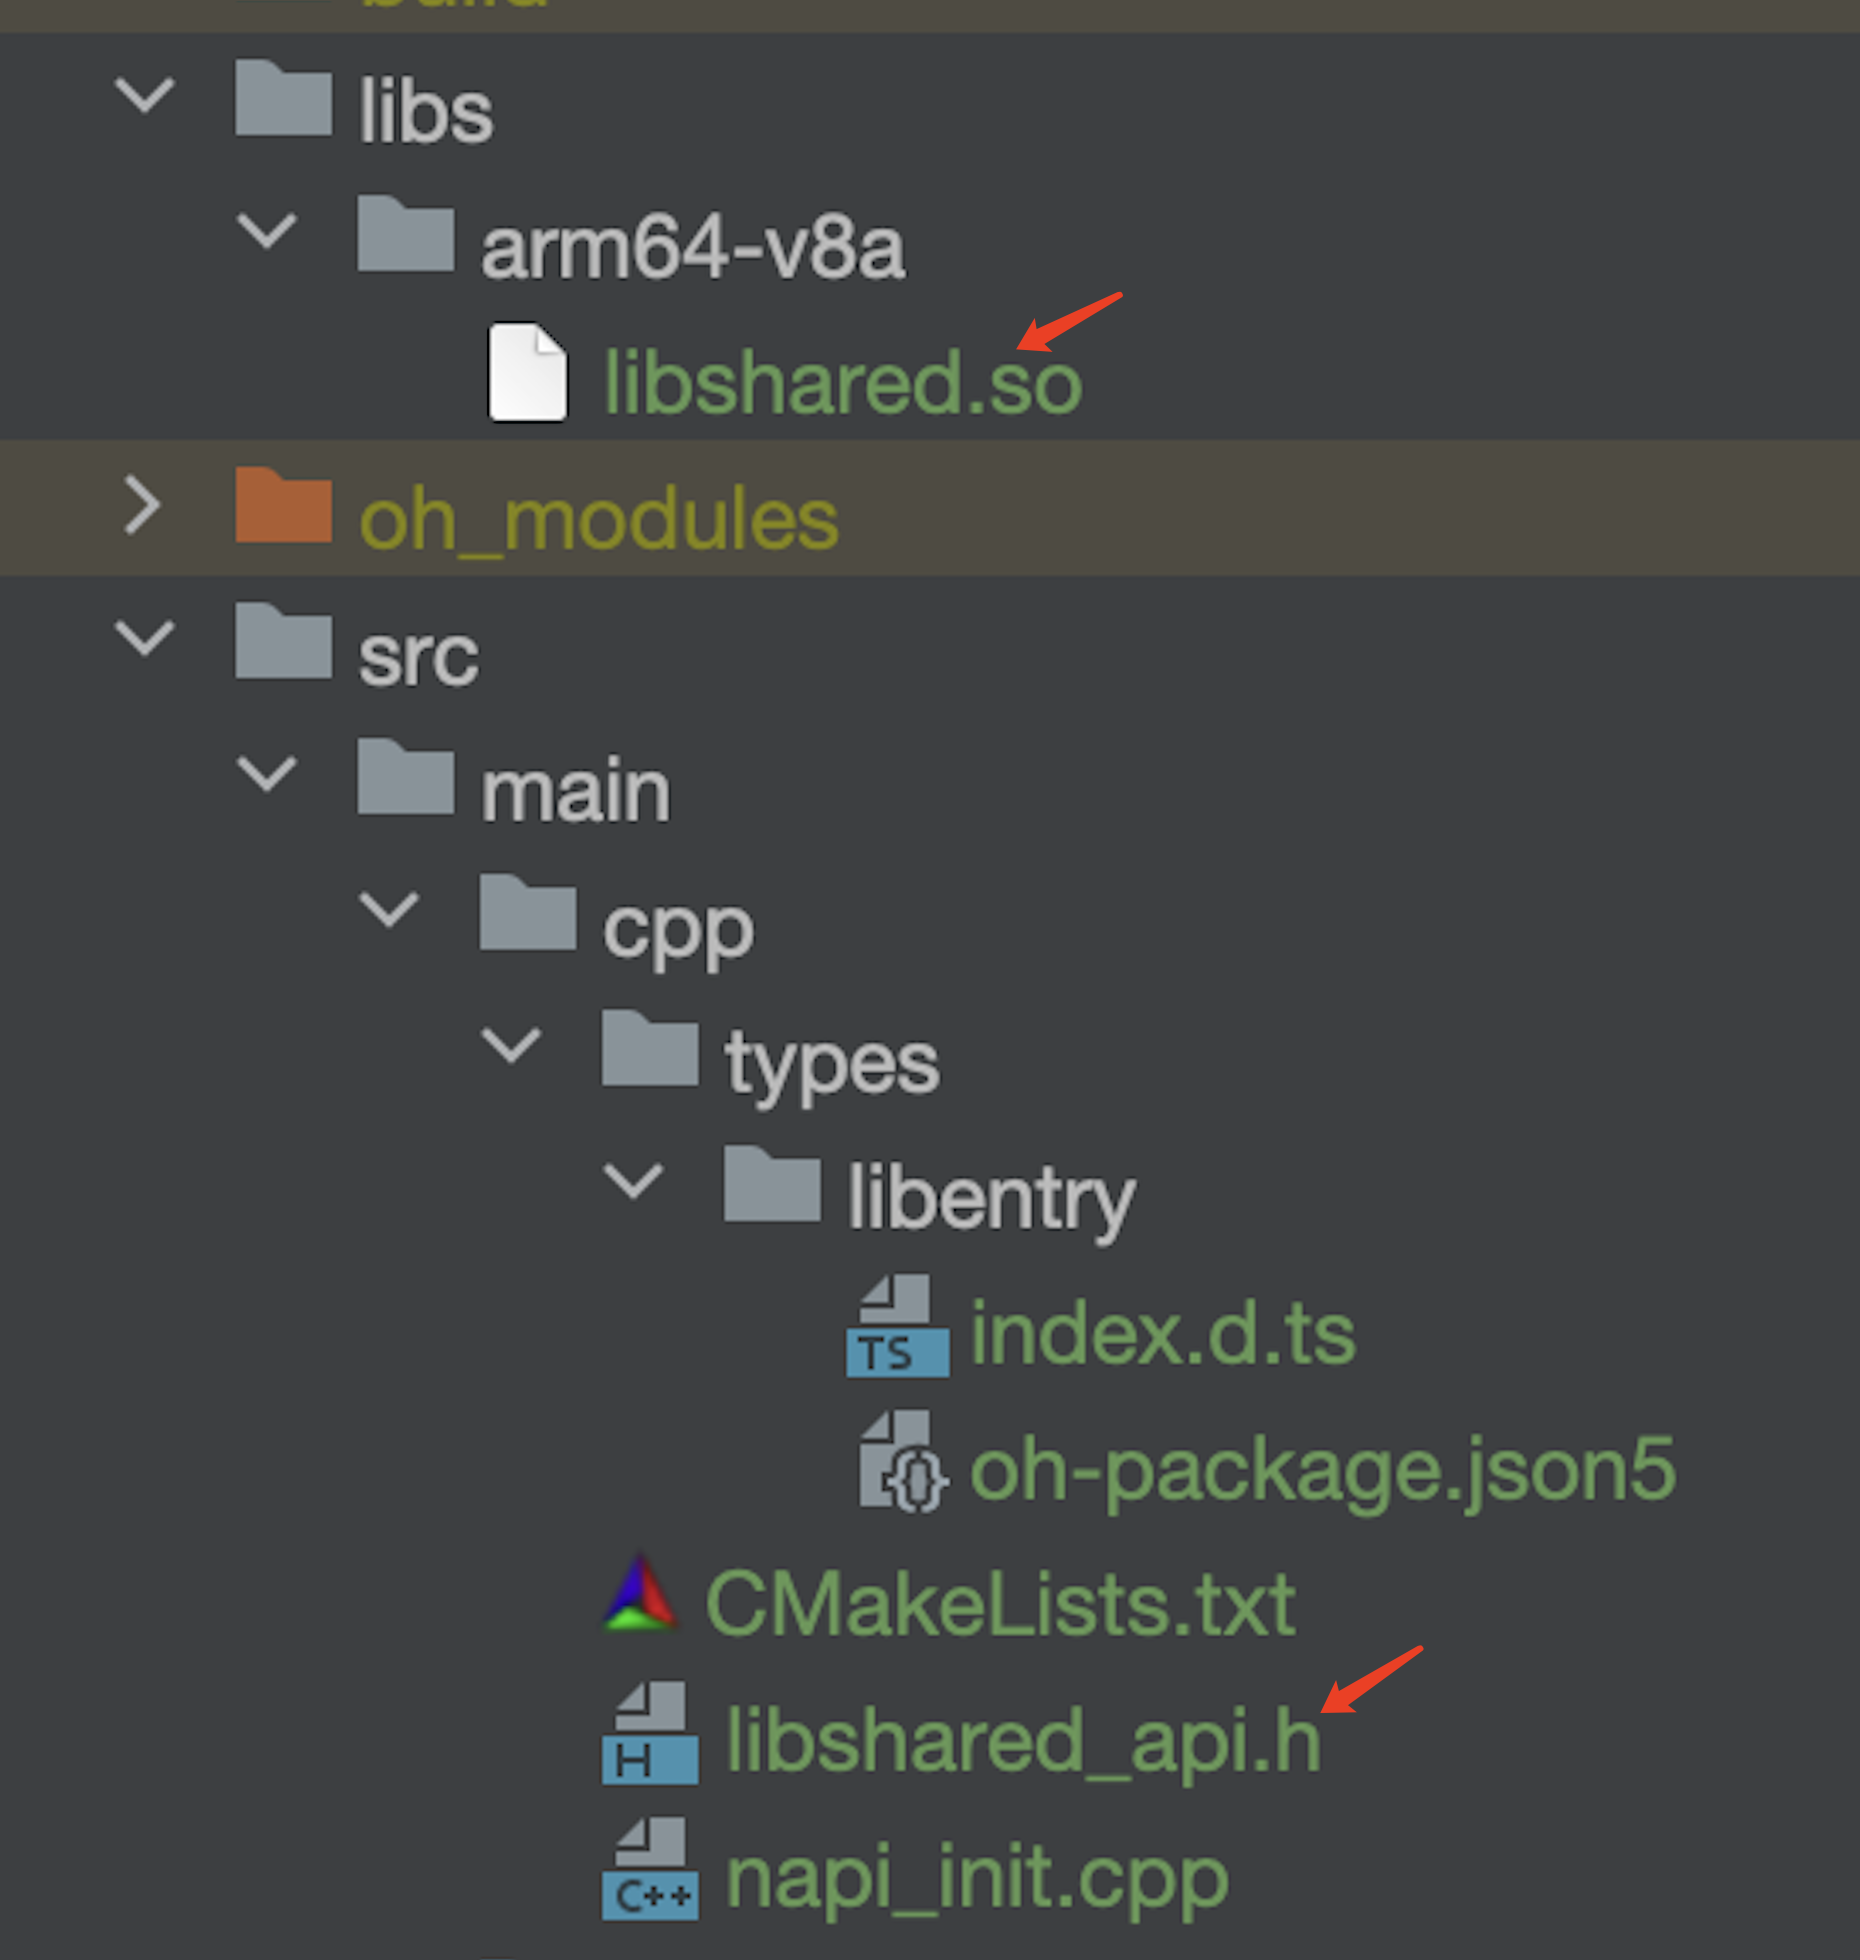 build
libs
arm64-v8a
libshared.so
oh_modules
src
main
cpp
types
libentry
TS index.d.ts
oh-package.json5
CMakeLists.txt
H libshared_api.h
C++ napi_init.cpp